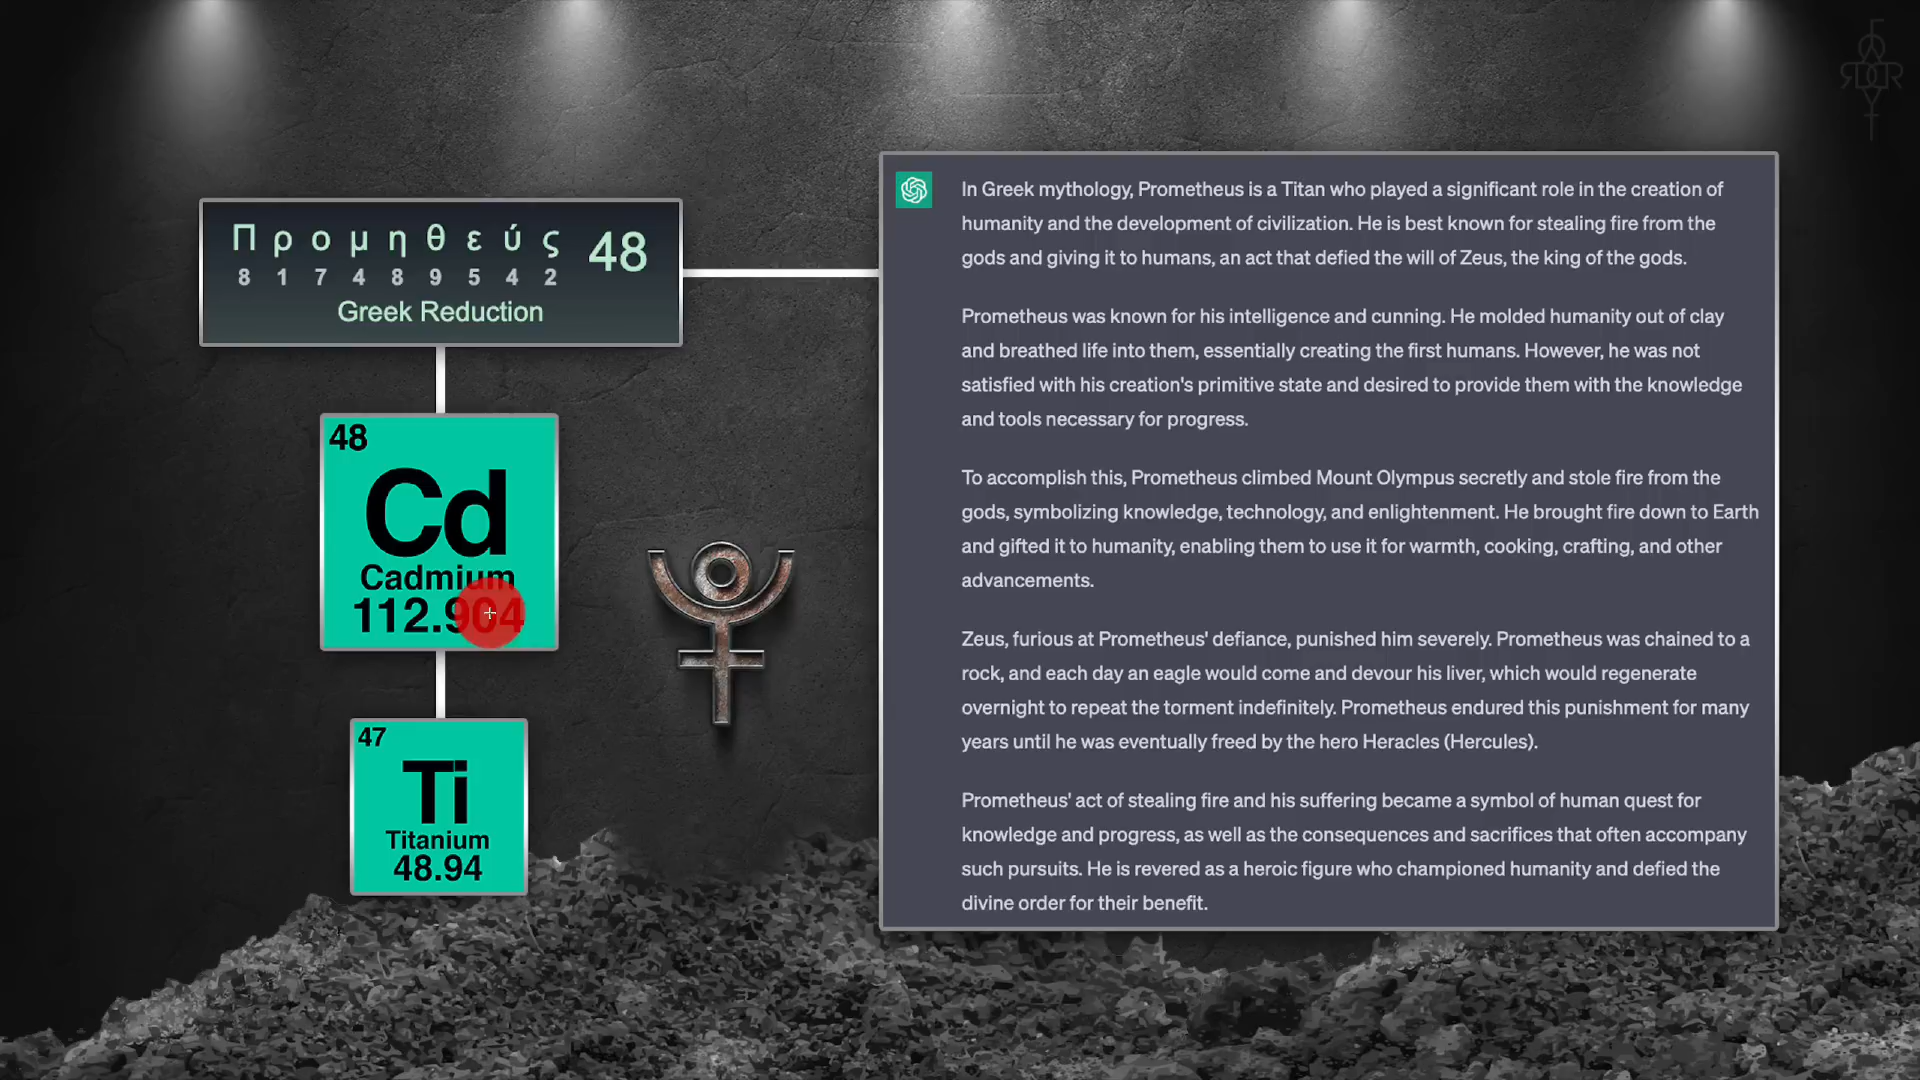 Π ρ ο μ η θ ε ύ ς 48
8 1 7 4 8 9 5 4 2
Greek Reduction
48
Cd
Cadmium
112.904
47
Ti
Titanium
48.94
In Greek mythology, Prometheus is a Titan who played a significant role in the creation of
humanity and the development of civilization. He is best known for stealing fire from the
gods and giving it to humans, an act that defied the will of Zeus, the king of the gods.
Prometheus was known for his intelligence and cunning. He molded humanity out of clay
and breathed life into them, essentially creating the first humans. However, he was not
satisfied with his creation's primitive state and desired to provide them with the knowledge
and tools necessary for progress.
To accomplish this, Prometheus climbed Mount Olympus secretly and stole fire from the
gods, symbolizing knowledge, technology, and enlightenment. He brought fire down to Earth
and gifted it to humanity, enabling them to use it for warmth, cooking, crafting, and other
advancements.
Zeus, furious at Prometheus' defiance, punished him severely. Prometheus was chained to a
rock, and each day an eagle would come and devour his liver, which would regenerate
overnight to repeat the torment indefinitely. Prometheus endured this punishment for many
years until he was eventually freed by the hero Heracles (Hercules).
Prometheus' act of stealing fire and his suffering became a symbol of human quest for
knowledge and progress, as well as the consequences and sacrifices that often accompany
such pursuits. He is revered as a heroic figure who championed humanity and defied the
divine order for their benefit.